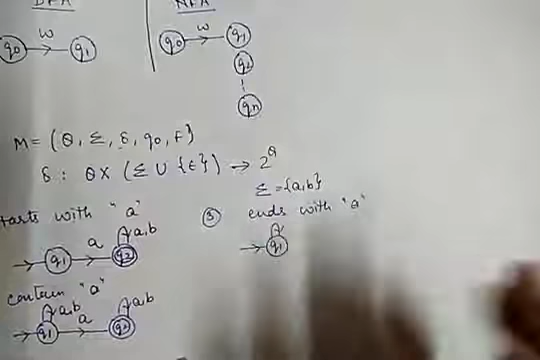 DFA
NFA
q0 w q1
q0 w q1
q2
qn
M = (Q, Σ, δ, q0, F)
δ : Q X (Σ ∪ {ε}) → 2^Q
Σ = {a,b}
tarts with "a"
③ ends with "a"
q1 a q2 a,b
q1
contain "a"
q1 a,b a q2 a,b